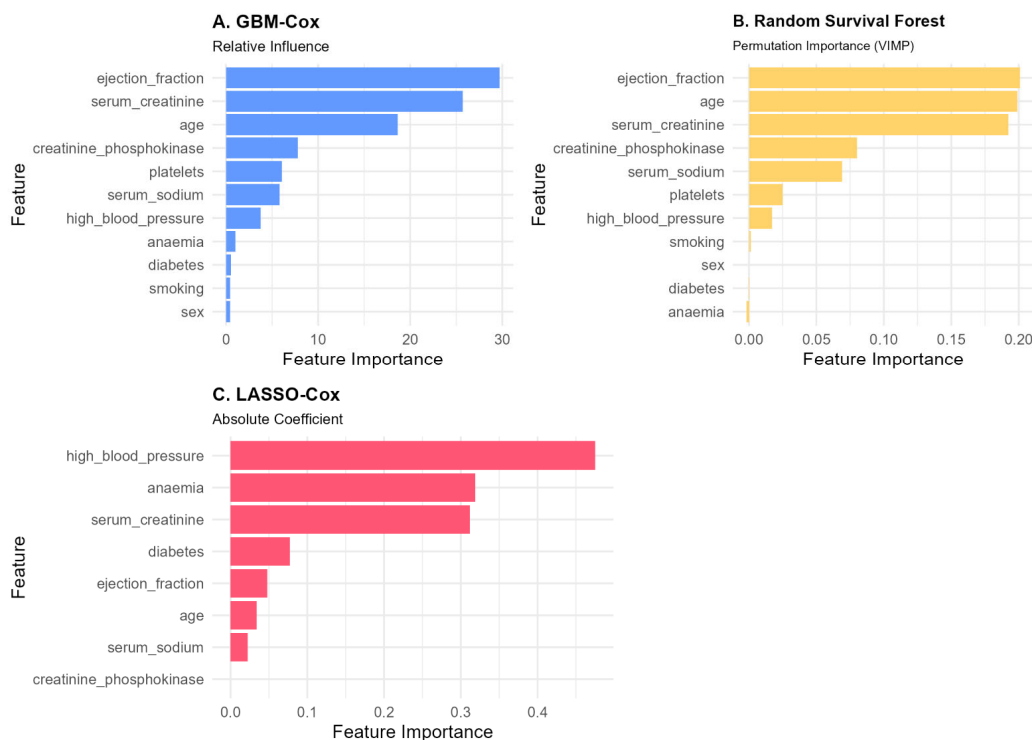 A. GBM-Cox
Relative Influence
Feature
ejection_fraction
serum_creatinine
age
creatinine_phosphokinase
platelets
serum_sodium
high_blood_pressure
anaemia
diabetes
smoking
sex
0 10 20 30
Feature Importance
B. Random Survival Forest
Permutation Importance (VIMP)
Feature
ejection_fraction
age
serum_creatinine
creatinine_phosphokinase
serum_sodium
platelets
high_blood_pressure
smoking
sex
diabetes
anaemia
0.00 0.05 0.10 0.15 0.20
Feature Importance
C. LASSO-Cox
Absolute Coefficient
Feature
high_blood_pressure
anaemia
serum_creatinine
diabetes
ejection_fraction
age
serum_sodium
creatinine_phosphokinase
0.0 0.1 0.2 0.3 0.4
Feature Importance